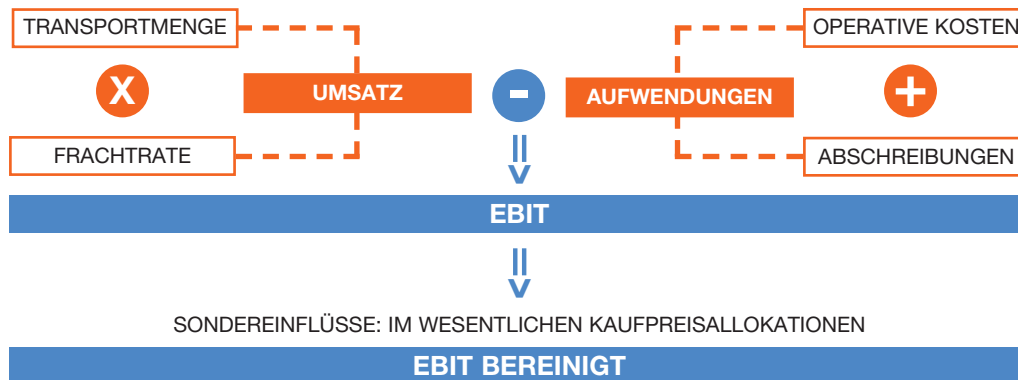 TRANSPORTMENGE
X
FRACHTRATE
UMSATZ
-
AUFWENDUNGEN
OPERATIVE KOSTEN
+
ABSCHREIBUNGEN
EBIT
SONDEREINFLÜSSE: IM WESENTLICHEN KAUFPREISALLOKATIONEN
EBIT BEREINIGT